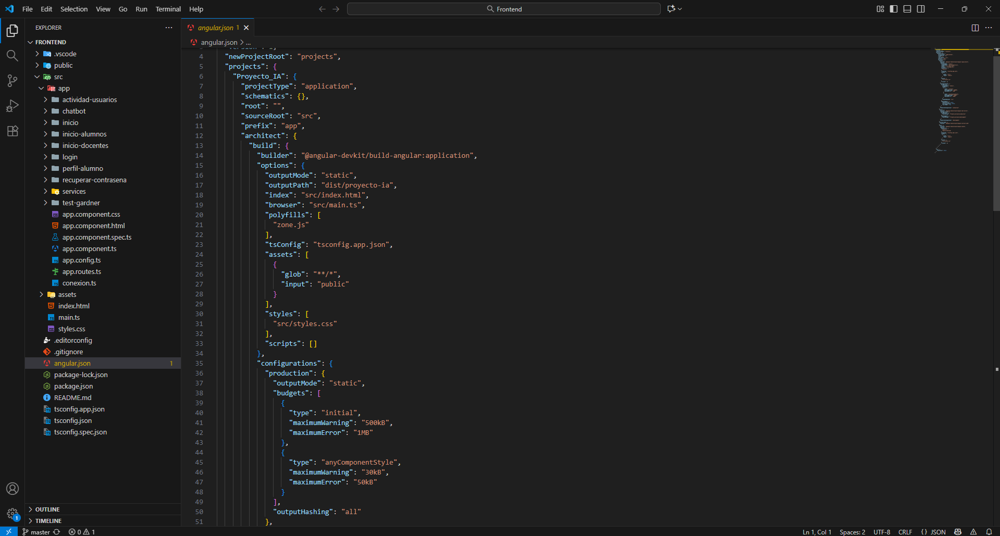 File Edit Selection View Go Run Terminal Help
Frontend
EXPLORER
FRONTEND
.vscode
public
src
app
actividad-usuarios
chatbot
inicio
inicio-alumnos
inicio-docentes
login
perfil-alumno
recuperar-contrasena
services
test-gardner
app.component.css
app.component.html
app.component.spec.ts
app.component.ts
app.config.ts
app.routes.ts
conexion.ts
assets
index.html
main.ts
styles.css
.editorconfig
.gitignore
angular.json 1
package-lock.json
package.json
README.md
tsconfig.app.json
tsconfig.json
tsconfig.spec.json
OUTLINE
TIMELINE
angular.json 1
angular.json > ...
3 "version": 1,
4 "newProjectRoot": "projects",
5 "projects": {
6 "Proyecto_IA": {
7 "projectType": "application",
8 "schematics": {},
9 "root": "",
10 "sourceRoot": "src",
11 "prefix": "app",
12 "architect": {
13 "build": {
14 "builder": "@angular-devkit/build-angular:application",
15 "options": {
16 "outputMode": "static",
17 "outputPath": "dist/proyecto-ia",
18 "index": "src/index.html",
19 "browser": "src/main.ts",
20 "polyfills": [
21 "zone.js"
22 ],
23 "tsConfig": "tsconfig.app.json",
24 "assets": [
25 {
26 "glob": "**/*",
27 "input": "public"
28 }
29 ],
30 "styles": [
31 "src/styles.css"
32 ],
33 "scripts": []
34 },
35 "configurations": {
36 "production": {
37 "outputMode": "static",
38 "budgets": [
39 {
40 "type": "initial",
41 "maximumWarning": "500kB",
42 "maximumError": "1MB"
43 },
44 {
45 "type": "anyComponentStyle",
46 "maximumWarning": "30kB",
47 "maximumError": "50kB"
48 }
49 ],
50 "outputHashing": "all"
51 },
1
master 0 1
Ln 1, Col 1 Spaces: 2 UTF-8 CRLF {} JSON